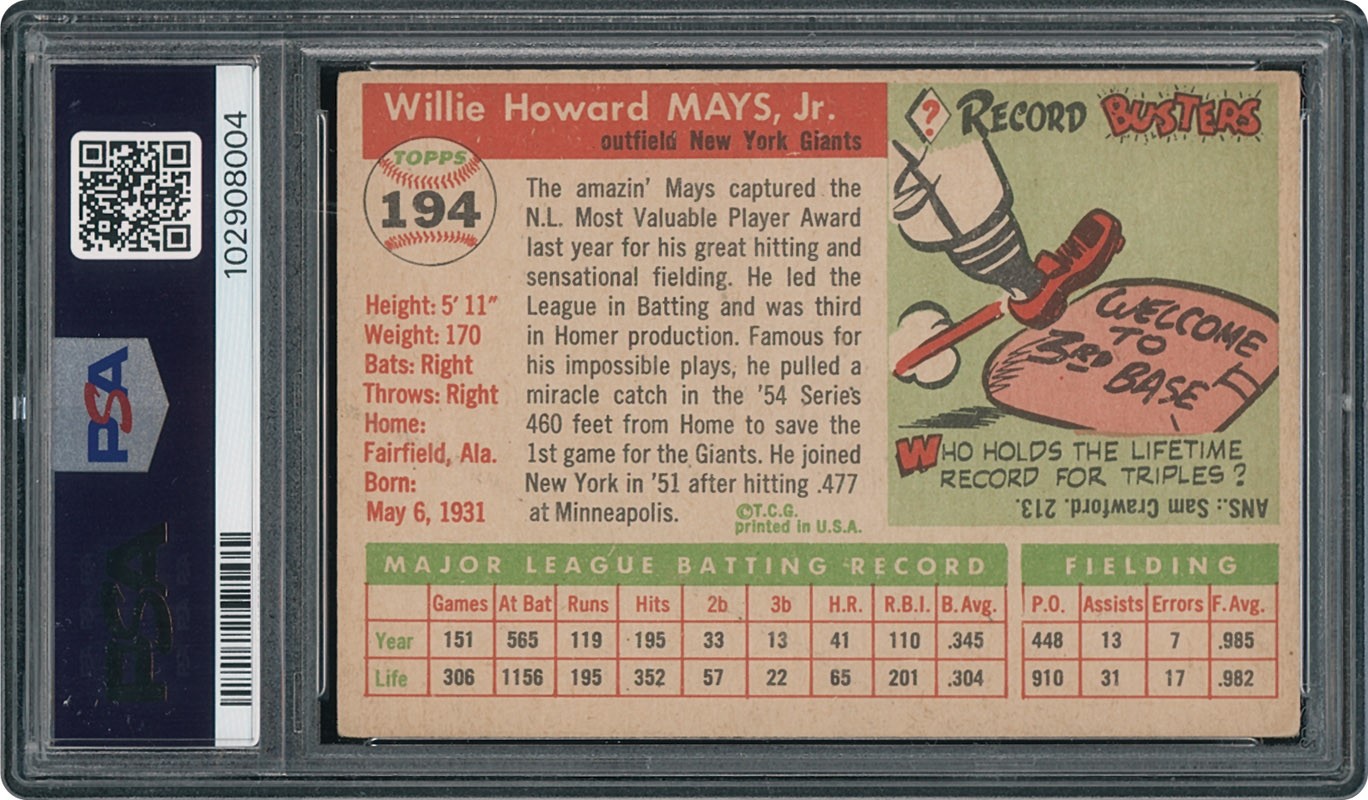 PSA
102908004
PSA
Willie Howard MAYS, Jr.
outfield New York Giants
TOPPS
194
Height: 5' 11"
Weight: 170
Bats: Right
Throws: Right
Home:
Fairfield, Ala.
Born:
May 6, 1931
The amazin' Mays captured the
N.L. Most Valuable Player Award
last year for his great hitting and
sensational fielding. He led the
League in Batting and was third
in Homer production. Famous for
his impossible plays, he pulled a
miracle catch in the '54 Series
460 feet from Home to save the
1st game for the Giants. He joined
New York in '51 after hitting .477
at Minneapolis.
©T.C.G.
printed in U.S.A.
? RECORD BUSTERS
WELCOME
TO
3RD BASE
WHO HOLDS THE LIFETIME
RECORD FOR TRIPLES?
ANS.: Sam Crawford. 213.
MAJOR LEAGUE BATTING RECORD
Games At Bat Runs Hits 2b 3b H.R. R.B.I. B.Avg.
Year 151 565 119 195 33 13 41 110 .345
Life 306 1156 195 352 57 22 65 201 .304
FIELDING
P.O. Assists Errors F.Avg.
448 13 7 .985
910 31 17 .982